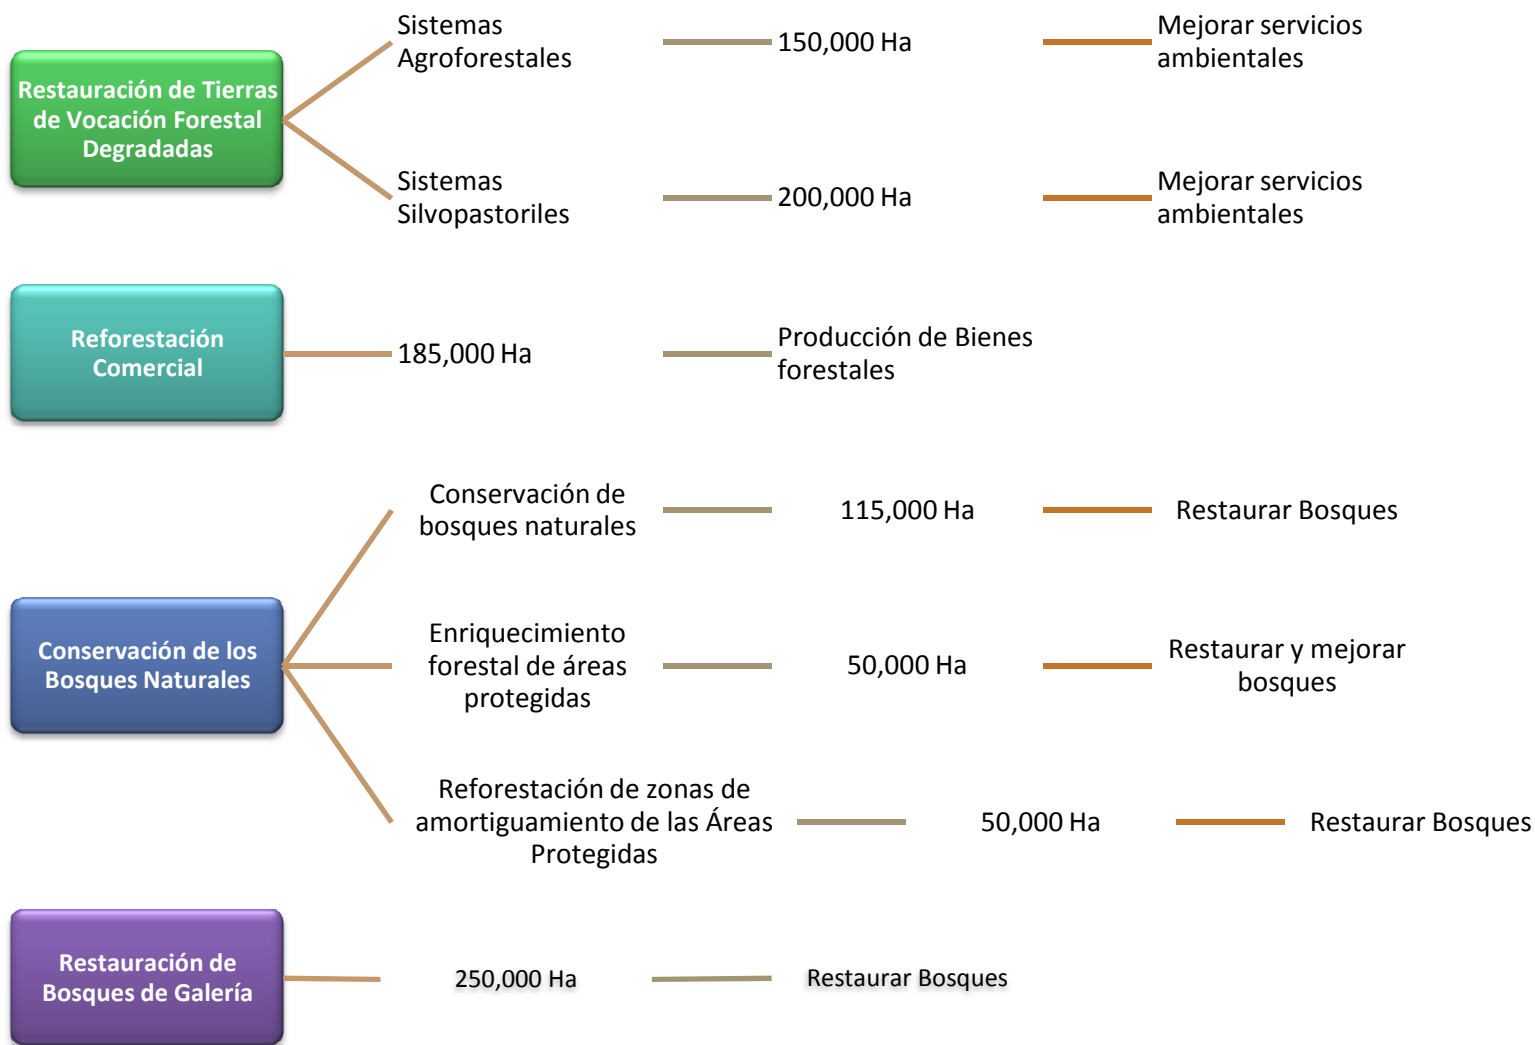 Restauración de Tierras
de Vocación Forestal
Degradadas
Sistemas
Agroforestales
150,000 Ha
Mejorar servicios
ambientales
Sistemas
Silvopastoriles
200,000 Ha
Mejorar servicios
ambientales
Reforestación
Comercial
185,000 Ha
Producción de Bienes
forestales
Conservación de los
Bosques Naturales
Conservación de
bosques naturales
115,000 Ha
Restaurar Bosques
Enriquecimiento
forestal de áreas
protegidas
50,000 Ha
Restaurar y mejorar
bosques
Reforestación de zonas de
amortiguamiento de las Áreas
Protegidas
50,000 Ha
Restaurar Bosques
Restauración de
Bosques de Galería
250,000 Ha
Restaurar Bosques